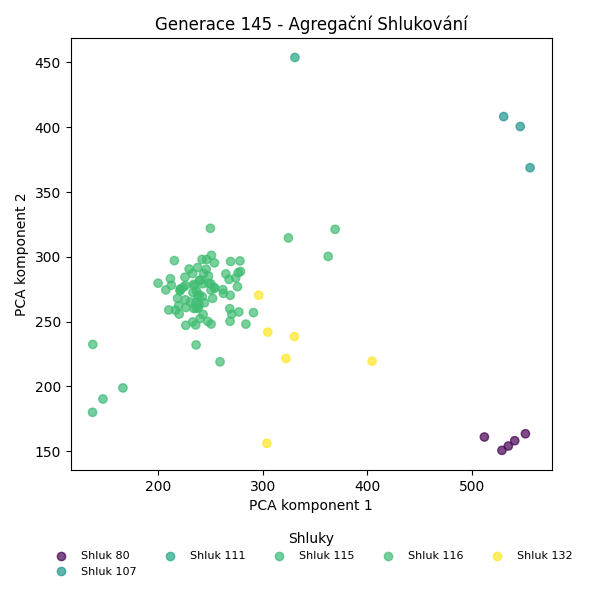 Generace 145 - Agregační Shlukování
450
400
350
300
250
200
150
PCA komponent 2
200 300 400 500
PCA komponent 1
Shluky
Shluk 80 Shluk 111 Shluk 115 Shluk 116 Shluk 132
Shluk 107